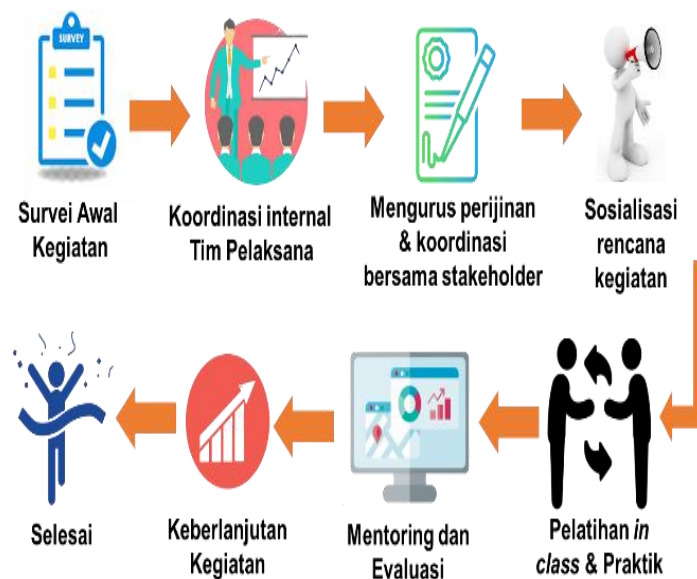 SURVEY
Survei Awal
Kegiatan
Koordinasi internal
Tim Pelaksana
Mengurus perijinan
& koordinasi
bersama stakeholder
Sosialisasi
rencana
kegiatan
Pelatihan in
class & Praktik
Mentoring dan
Evaluasi
Keberlanjutan
Kegiatan
Selesai